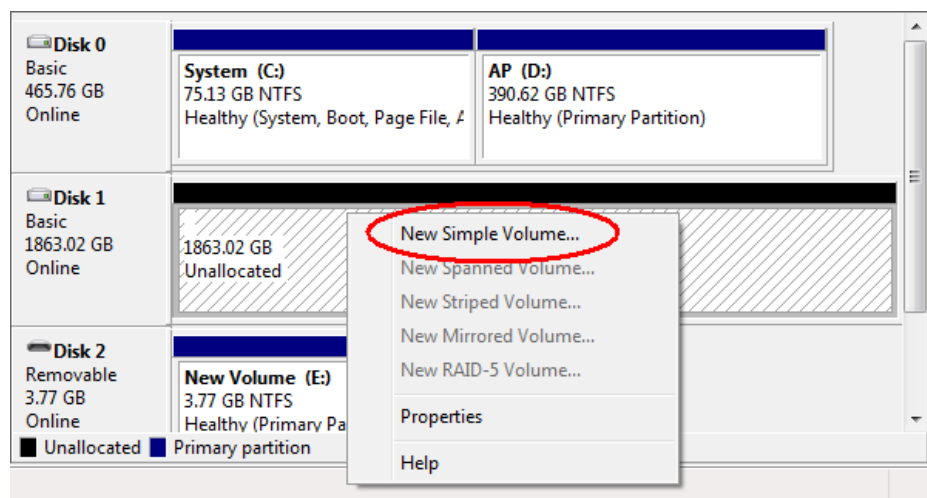 Disk 0
Basic
465.76 GB
Online
System (C:)
75.13 GB NTFS
Healthy (System, Boot, Page File, A
AP (D:)
390.62 GB NTFS
Healthy (Primary Partition)
Disk 1
Basic
1863.02 GB
Online
1863.02 GB
Unallocated
New Simple Volume...
New Spanned Volume...
New Striped Volume...
New Mirrored Volume...
New RAID-5 Volume...
Properties
Help
Disk 2
Removable
3.77 GB
Online
New Volume (E:)
3.77 GB NTFS
Healthy (Primary Pa
Unallocated Primary partition